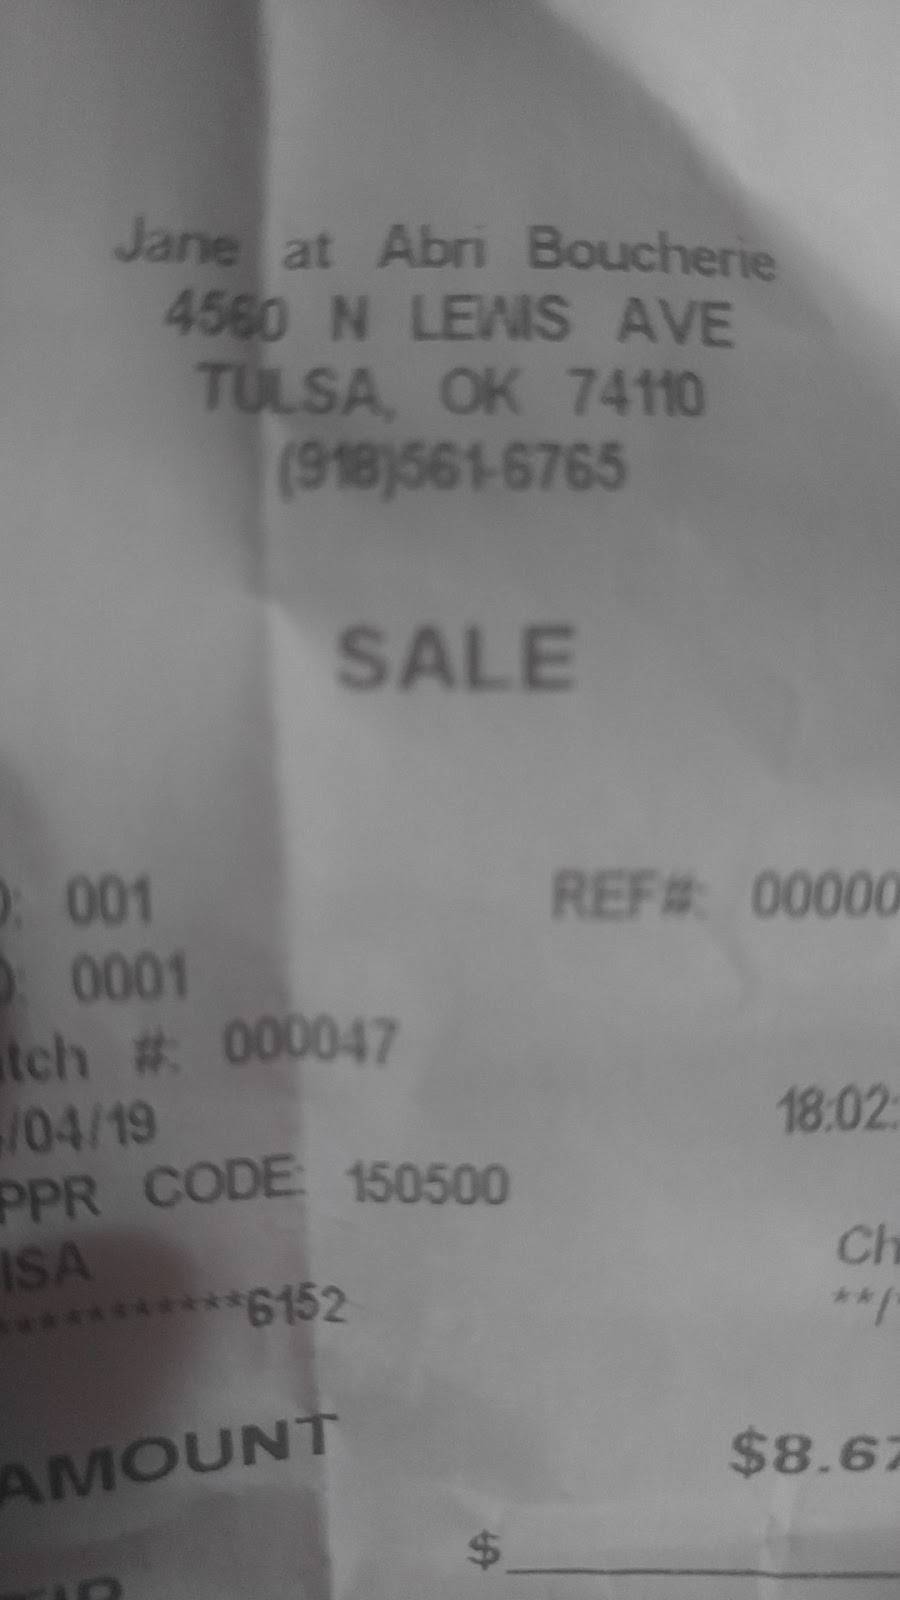 Jane at Abri Boucherie
4560 N LEWIS AVE
TULSA, OK 74110
(918)561-6765
SALE
: 001 REF#: 00000
: 0001
tch #: 000047
/04/19 18:02:
PPR CODE: 150500
ISA Ch
***********6152 **/
AMOUNT $8.67
$